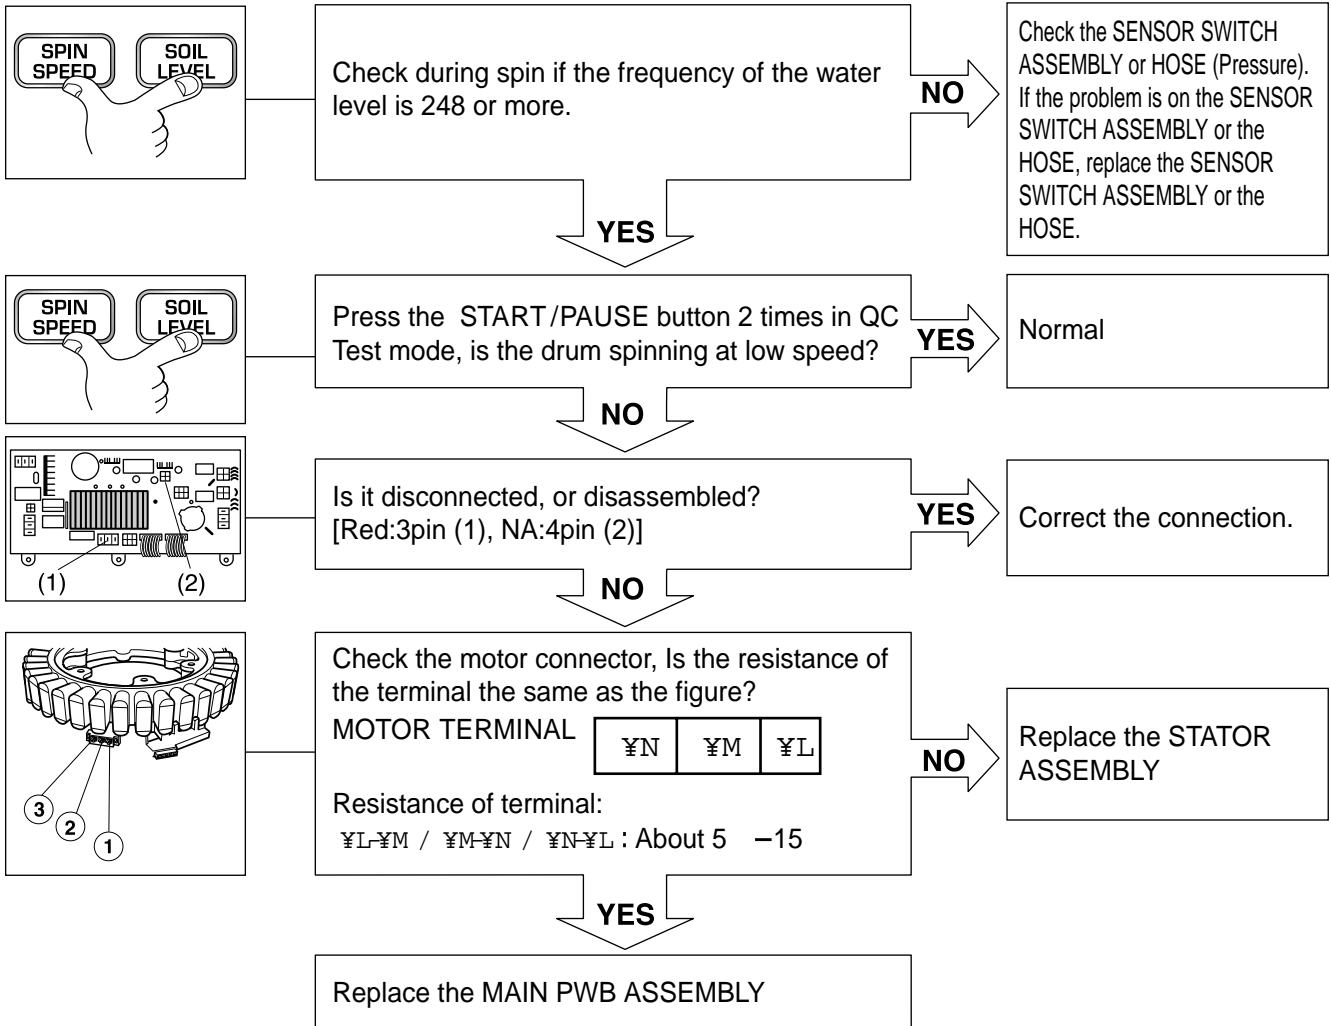 SPIN
SPEED
SOIL
LEVEL
Check during spin if the frequency of the water
level is 248 or more.
NO
Check the SENSOR SWITCH
ASSEMBLY or HOSE (Pressure).
If the problem is on the SENSOR
SWITCH ASSEMBLY or the
HOSE, replace the SENSOR
SWITCH ASSEMBLY or the
HOSE.
YES
SPIN
SPEED
SOIL
LEVEL
Press the START/PAUSE button 2 times in QC
Test mode, is the drum spinning at low speed?
YES
Normal
NO
(1)
(2)
Is it disconnected, or disassembled?
[Red:3pin (1), NA:4pin (2)]
YES
Correct the connection.
NO
3
2
1
Check the motor connector, Is the resistance of
the terminal the same as the figure?
MOTOR TERMINAL
¥N ¥M ¥L
Resistance of terminal:
¥L-¥M / ¥M-¥N / ¥N-¥L : About 5 –15
NO
Replace the STATOR
ASSEMBLY
YES
Replace the MAIN PWB ASSEMBLY